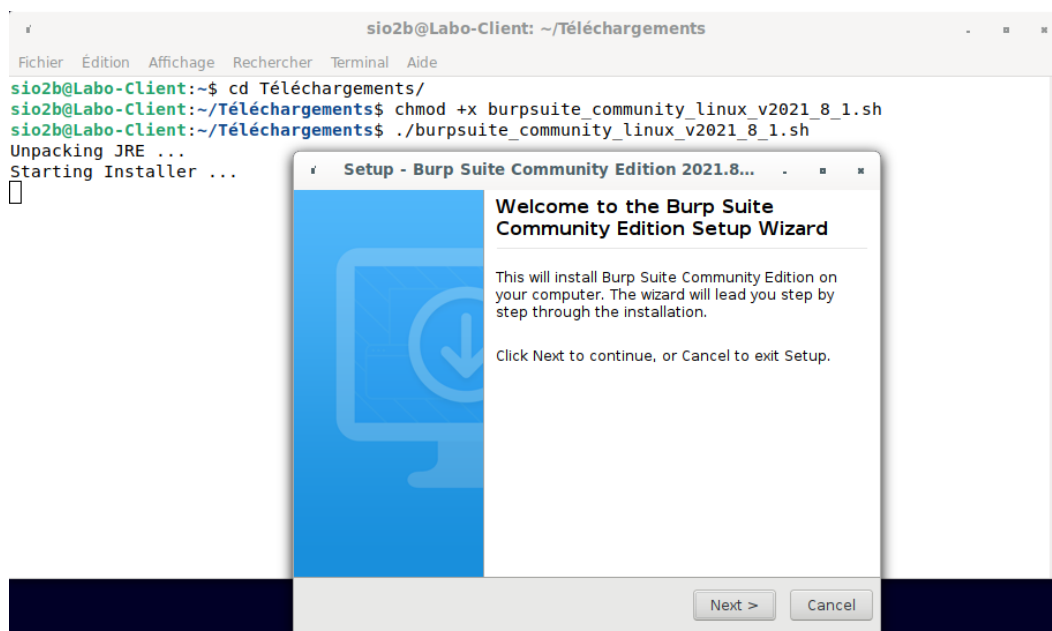 sio2b@Labo-Client: ~/Téléchargements
Fichier Édition Affichage Rechercher Terminal Aide
sio2b@Labo-Client:~$ cd Téléchargements/
sio2b@Labo-Client:~/Téléchargements$ chmod +x burpsuite_community_linux_v2021_8_1.sh
sio2b@Labo-Client:~/Téléchargements$ ./burpsuite_community_linux_v2021_8_1.sh
Unpacking JRE ...
Starting Installer ...
Setup - Burp Suite Community Edition 2021.8...
Welcome to the Burp Suite
Community Edition Setup Wizard
This will install Burp Suite Community Edition on
your computer. The wizard will lead you step by
step through the installation.
Click Next to continue, or Cancel to exit Setup.
Next > Cancel